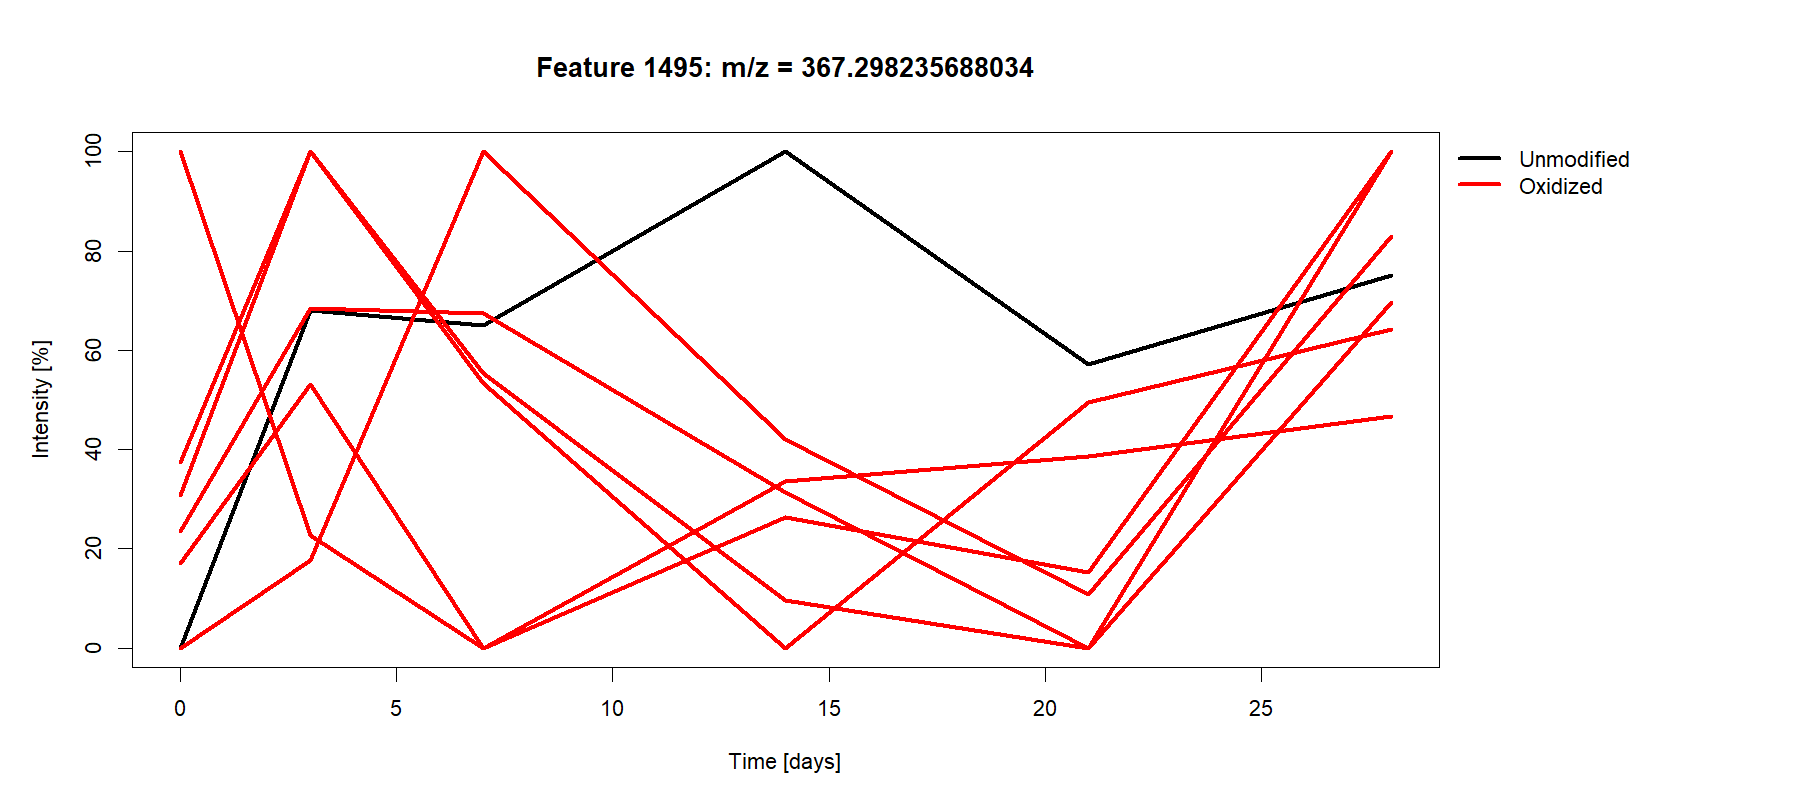 Feature 1495: m/z = 367.298235688034
Unmodified
Oxidized
Intensity [%]
100
80
60
40
20
0
0 5 10 15 20 25
Time [days]